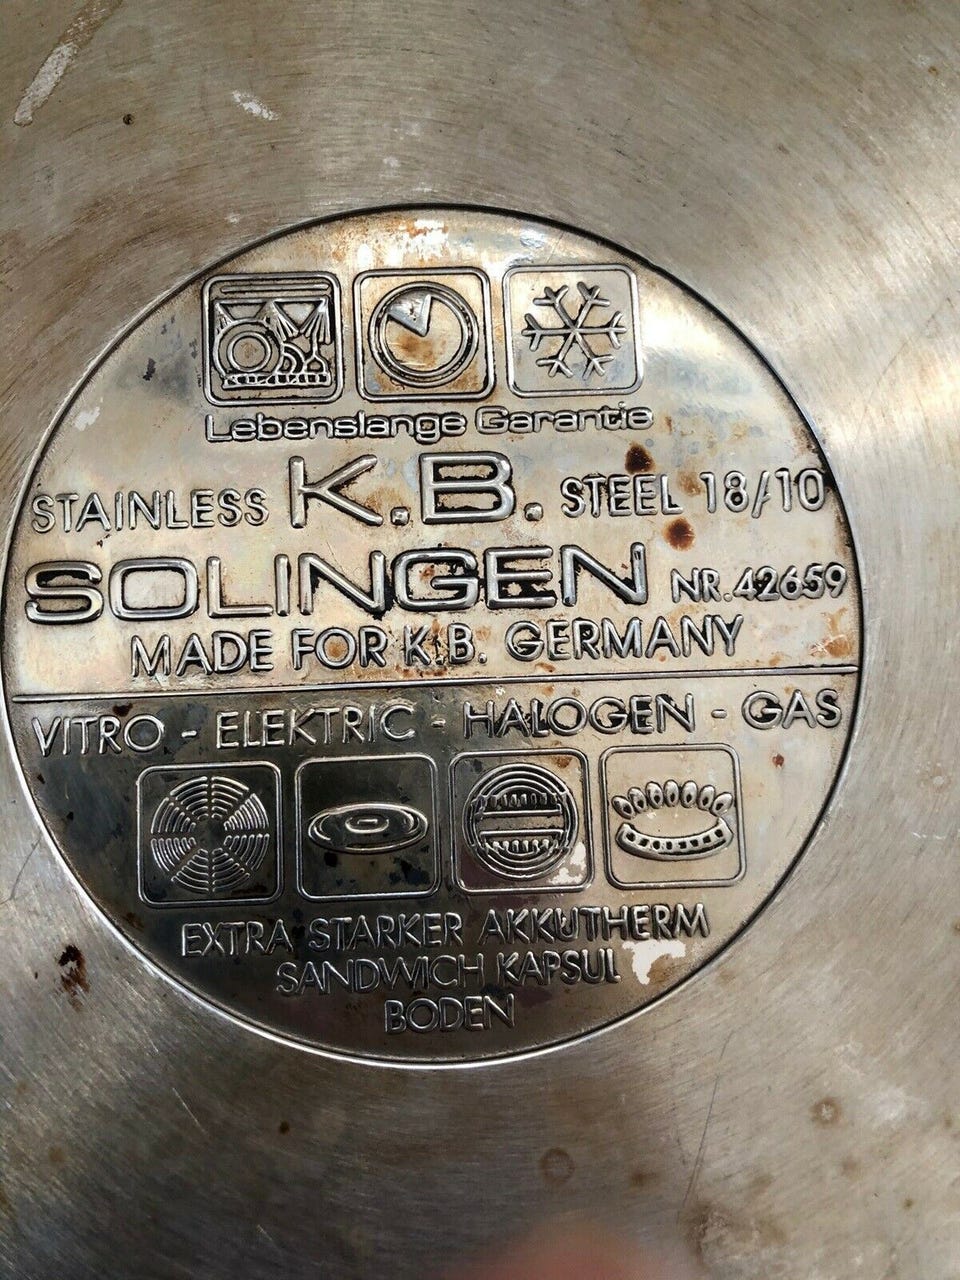 Lebenslange Garantie
STAINLESS K.B. STEEL 18/10
SOLINGEN NR.42659
MADE FOR K.B. GERMANY
VITRO - ELEKTRIC - HALOGEN - GAS
EXTRA STARKER AKKUTHERM
SANDWICH KAPSUL
BODEN